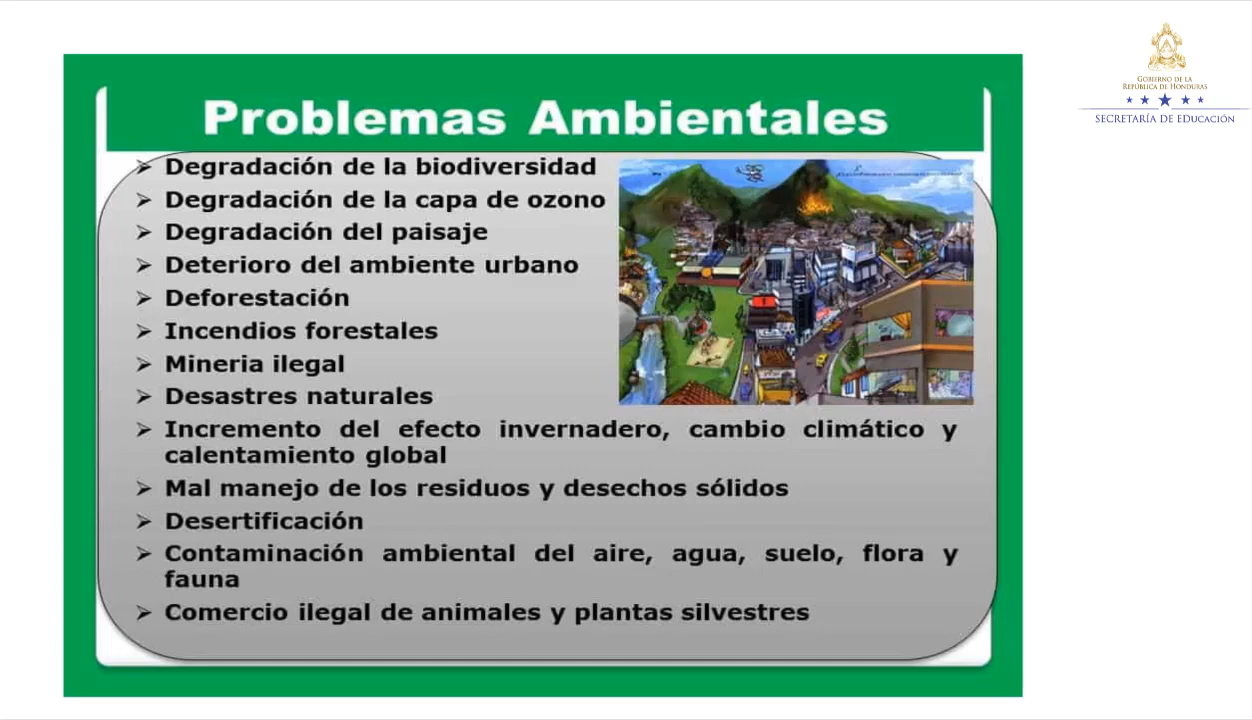 GOBIERNO DE LA
REPÚBLICA DE HONDURAS
SECRETARÍA DE EDUCACIÓN
Problemas Ambientales
Degradación de la biodiversidad
Degradación de la capa de ozono
Degradación del paisaje
Deterioro del ambiente urbano
Deforestación
Incendios forestales
Mineria ilegal
Desastres naturales
Incremento del efecto invernadero, cambio climático y
calentamiento global
Mal manejo de los residuos y desechos sólidos
Desertificación
Contaminación ambiental del aire, agua, suelo, flora y
fauna
Comercio ilegal de animales y plantas silvestres